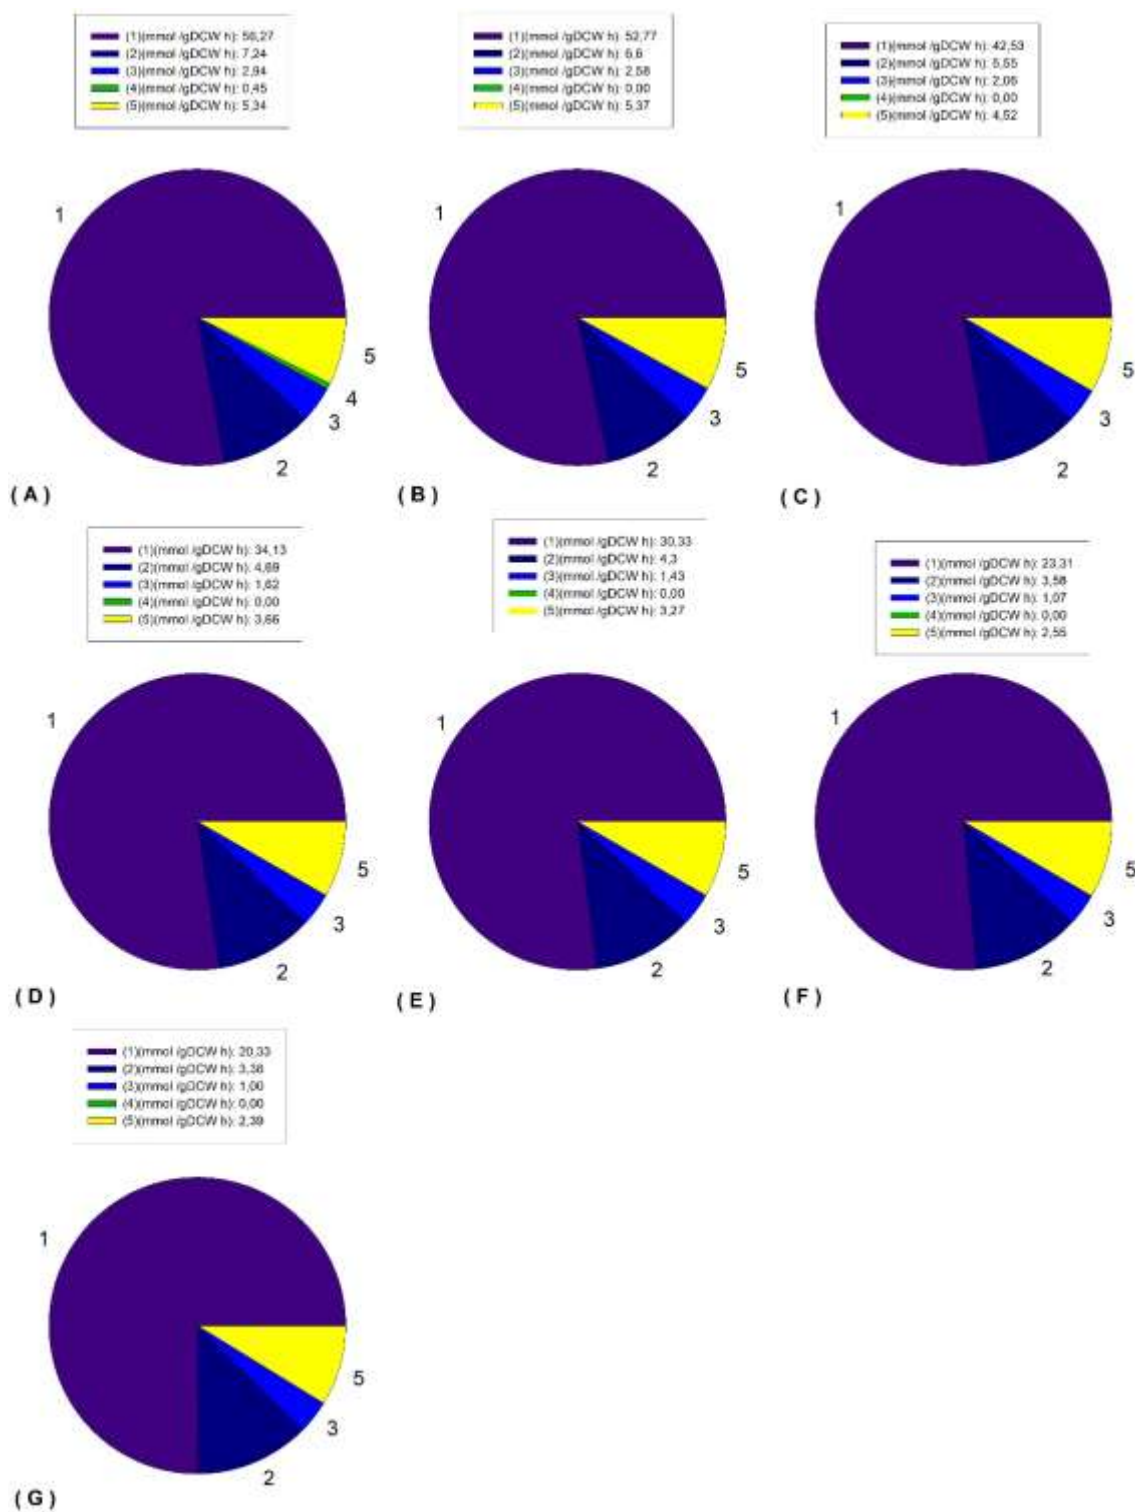 (1)(mmol /gDCW h): 56,27
(2)(mmol /gDCW h): 7,24
(3)(mmol /gDCW h): 2,94
(4)(mmol /gDCW h): 0,45
(5)(mmol /gDCW h): 5,34
1
5
4
3
2
( A )
(1)(mmol /gDCW h): 52,77
(2)(mmol /gDCW h): 6,6
(3)(mmol /gDCW h): 2,58
(4)(mmol /gDCW h): 0,00
(5)(mmol /gDCW h): 5,37
1
5
3
2
( B )
(1)(mmol /gDCW h): 42,53
(2)(mmol /gDCW h): 5,55
(3)(mmol /gDCW h): 2,06
(4)(mmol /gDCW h): 0,00
(5)(mmol /gDCW h): 4,52
1
5
3
2
( C )
(1)(mmol /gDCW h): 34,13
(2)(mmol /gDCW h): 4,69
(3)(mmol /gDCW h): 1,62
(4)(mmol /gDCW h): 0,00
(5)(mmol /gDCW h): 3,66
1
5
3
2
( D )
(1)(mmol /gDCW h): 30,33
(2)(mmol /gDCW h): 4,3
(3)(mmol /gDCW h): 1,43
(4)(mmol /gDCW h): 0,00
(5)(mmol /gDCW h): 3,27
1
5
3
2
( E )
(1)(mmol /gDCW h): 23,31
(2)(mmol /gDCW h): 3,58
(3)(mmol /gDCW h): 1,07
(4)(mmol /gDCW h): 0,00
(5)(mmol /gDCW h): 2,55
1
5
3
2
( F )
(1)(mmol /gDCW h): 20,33
(2)(mmol /gDCW h): 3,38
(3)(mmol /gDCW h): 1,00
(4)(mmol /gDCW h): 0,00
(5)(mmol /gDCW h): 2,39
1
5
3
2
( G )